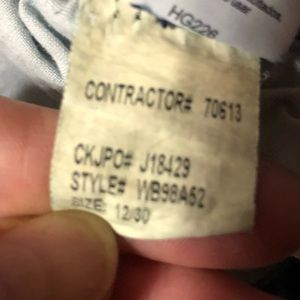 HG226
CONTRACTOR# 70613
CKJPO# J18429
STYLE# WB98A52
SIZE: 12/30